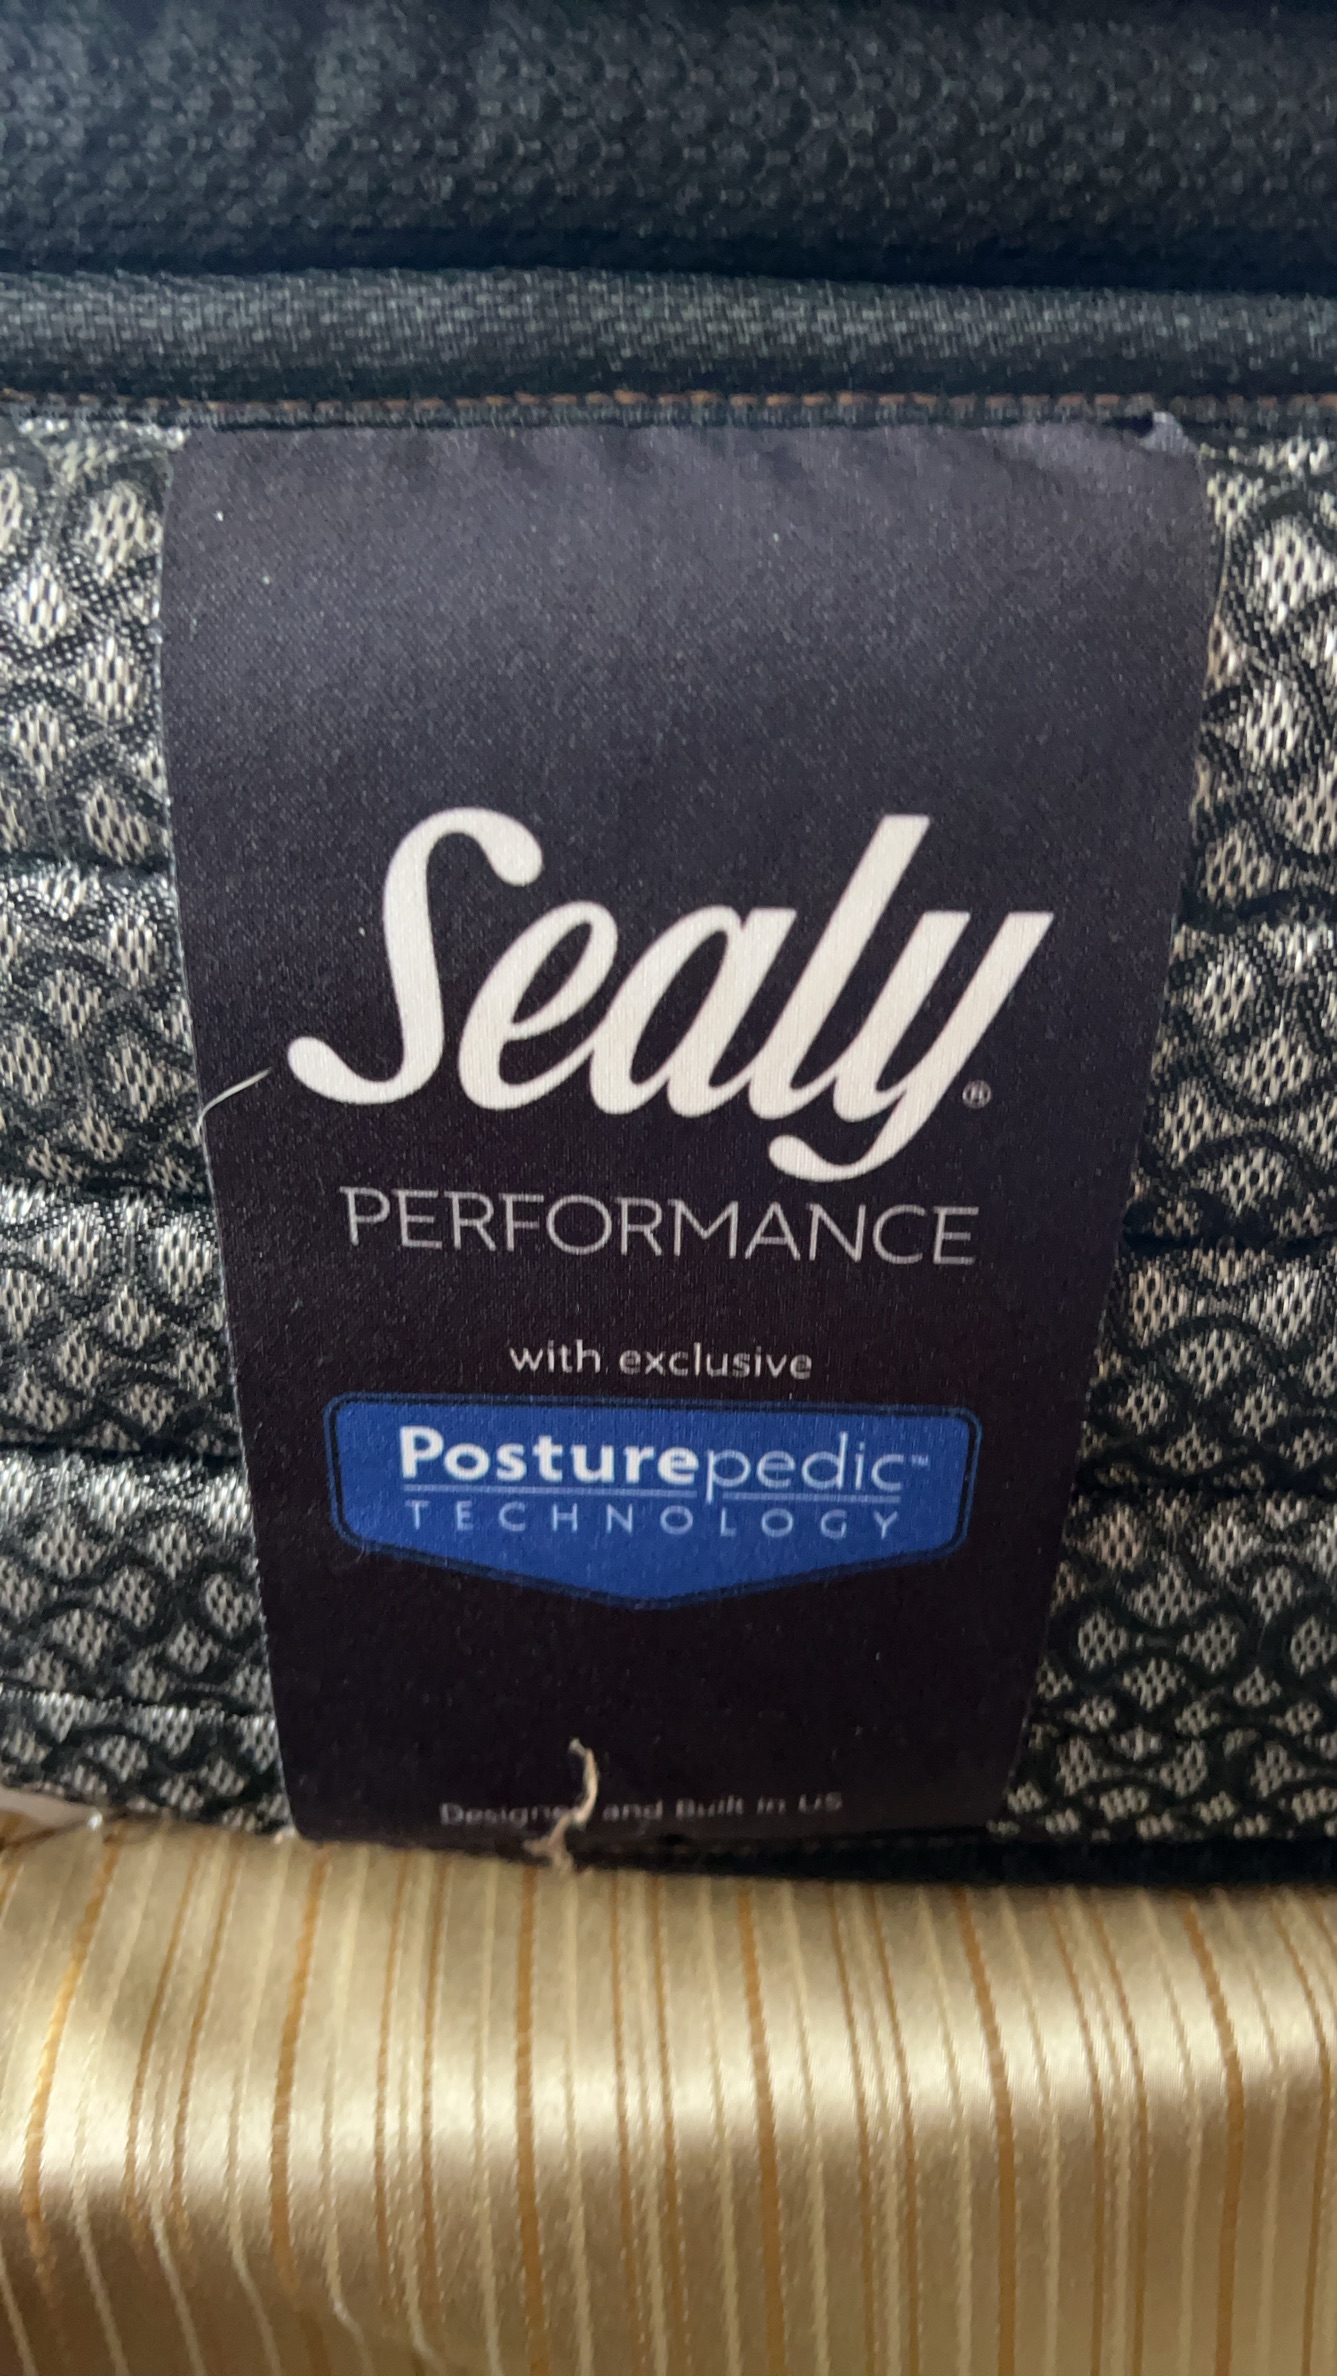 Sealy®
PERFORMANCE
with exclusive
Posturepedic™
TECHNOLOGY
and Built in US